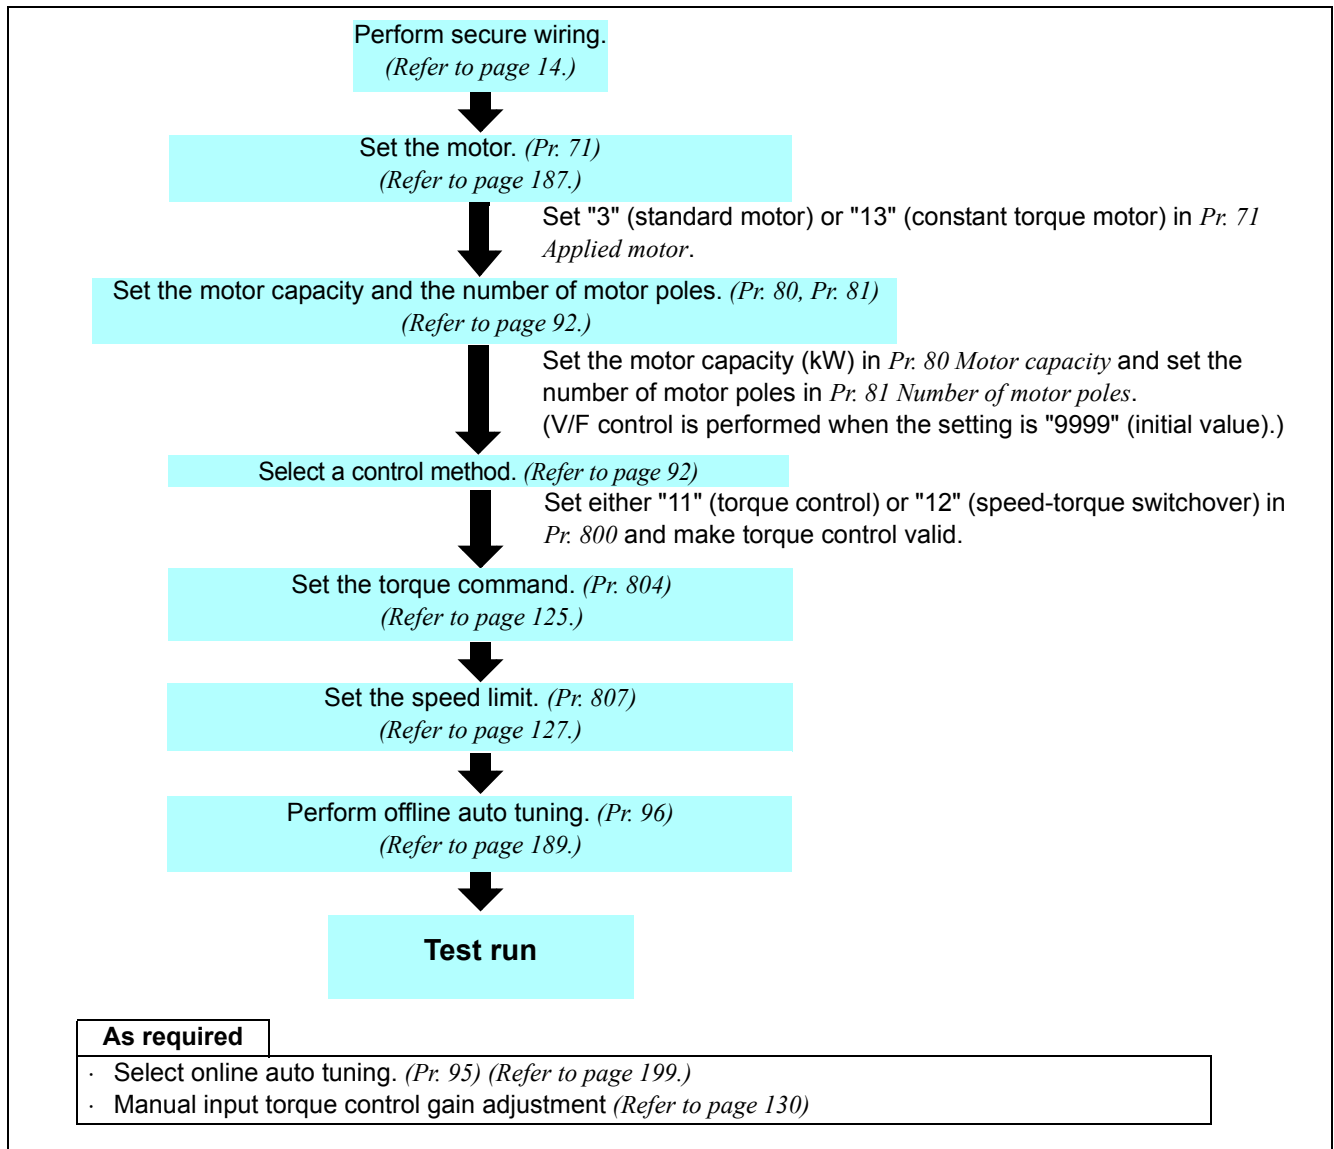 Perform secure wiring.
(Refer to page 14.)
Set the motor. (Pr. 71)
(Refer to page 187.)
Set "3" (standard motor) or "13" (constant torque motor) in Pr. 71
Applied motor.
Set the motor capacity and the number of motor poles. (Pr. 80, Pr. 81)
(Refer to page 92.)
Set the motor capacity (kW) in Pr. 80 Motor capacity and set the
number of motor poles in Pr. 81 Number of motor poles.
(V/F control is performed when the setting is "9999" (initial value).)
Select a control method. (Refer to page 92)
Set either "11" (torque control) or "12" (speed-torque switchover) in
Pr. 800 and make torque control valid.
Set the torque command. (Pr. 804)
(Refer to page 125.)
Set the speed limit. (Pr. 807)
(Refer to page 127.)
Perform offline auto tuning. (Pr. 96)
(Refer to page 189.)
Test run
As required
· Select online auto tuning. (Pr. 95) (Refer to page 199.)
· Manual input torque control gain adjustment (Refer to page 130)